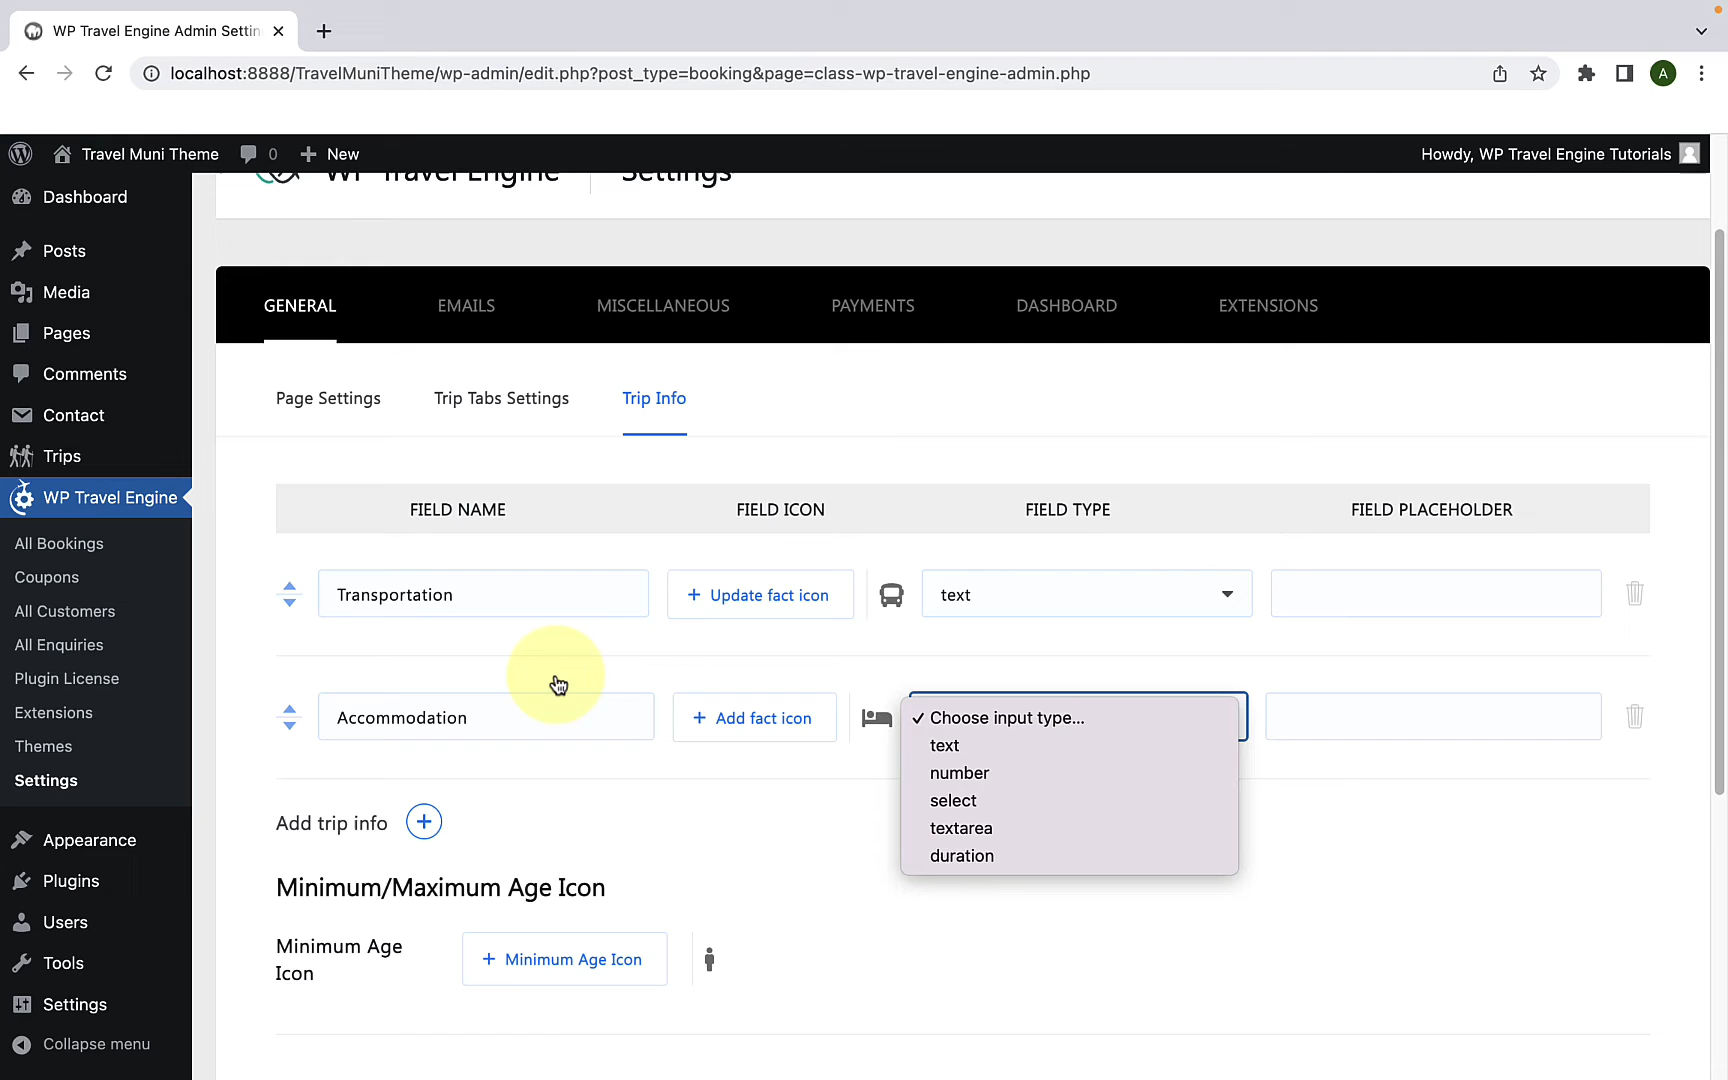 WP Travel Engine Admin Settin
localhost:8888/TravelMuniTheme/wp-admin/edit.php?post_type=booking&page=class-wp-travel-engine-admin.php
A
Travel Muni Theme
0
New
Howdy, WP Travel Engine Tutorials
WP Travel Engine
Settings
Dashboard
Posts
Media
Pages
Comments
Contact
Trips
WP Travel Engine
All Bookings
Coupons
All Customers
All Enquiries
Plugin License
Extensions
Themes
Settings
Appearance
Plugins
Users
Tools
Settings
Collapse menu
GENERAL
EMAILS
MISCELLANEOUS
PAYMENTS
DASHBOARD
EXTENSIONS
Page Settings
Trip Tabs Settings
Trip Info
FIELD NAME
FIELD ICON
FIELD TYPE
FIELD PLACEHOLDER
Transportation
+ Update fact icon
text
Accommodation
+ Add fact icon
✓ Choose input type...
text
number
select
textarea
duration
Add trip info
Minimum/Maximum Age Icon
Minimum Age
Icon
+ Minimum Age Icon